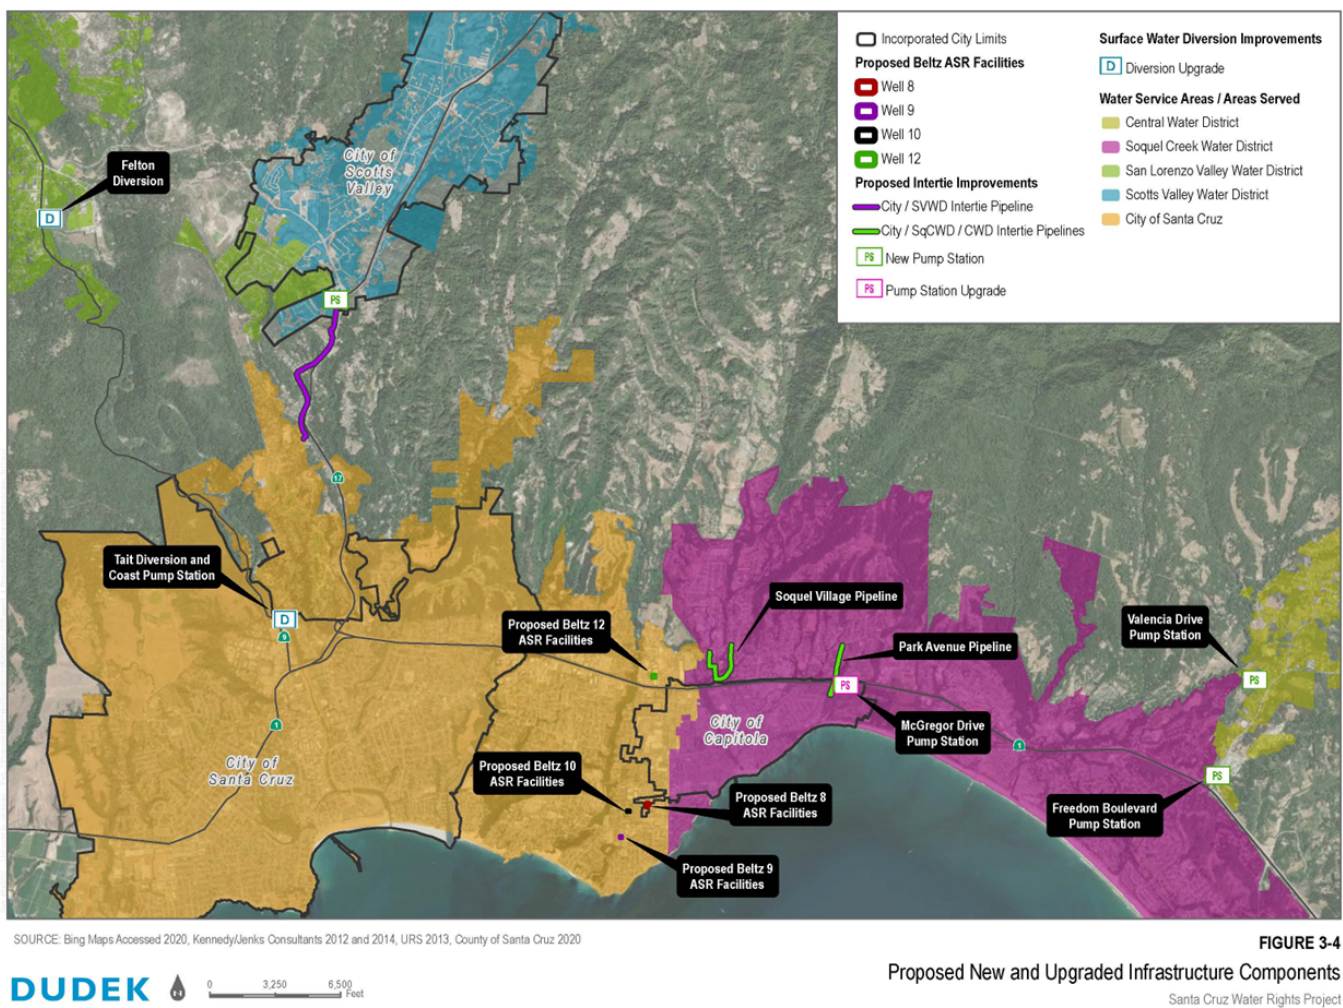 Incorporated City Limits
Proposed Beltz ASR Facilities
Well 8
Well 9
Well 10
Well 12
Proposed Intertie Improvements
City / SVWD Intertie Pipeline
City / SqCWD / CWD Intertie Pipelines
PS New Pump Station
PS Pump Station Upgrade
Surface Water Diversion Improvements
D Diversion Upgrade
Water Service Areas / Areas Served
Central Water District
Soquel Creek Water District
San Lorenzo Valley Water District
Scotts Valley Water District
City of Santa Cruz
Felton
Diversion
D
City of
Scotts
Valley
PS
17
Tait Diversion and
Coast Pump Station
D
9
1
City of
Santa Cruz
Proposed Beltz 12
ASR Facilities
Soquel Village Pipeline
Park Avenue Pipeline
PS
McGregor Drive
Pump Station
City of
Capitola
Valencia Drive
Pump Station
PS
1
PS
Freedom Boulevard
Pump Station
Proposed Beltz 10
ASR Facilities
Proposed Beltz 8
ASR Facilities
Proposed Beltz 9
ASR Facilities
SOURCE: Bing Maps Accessed 2020, Kennedy/Jenks Consultants 2012 and 2014, URS 2013, County of Santa Cruz 2020
FIGURE 3-4
Proposed New and Upgraded Infrastructure Components
Santa Cruz Water Rights Project
DUDEK
0 3,250 6,500
Feet